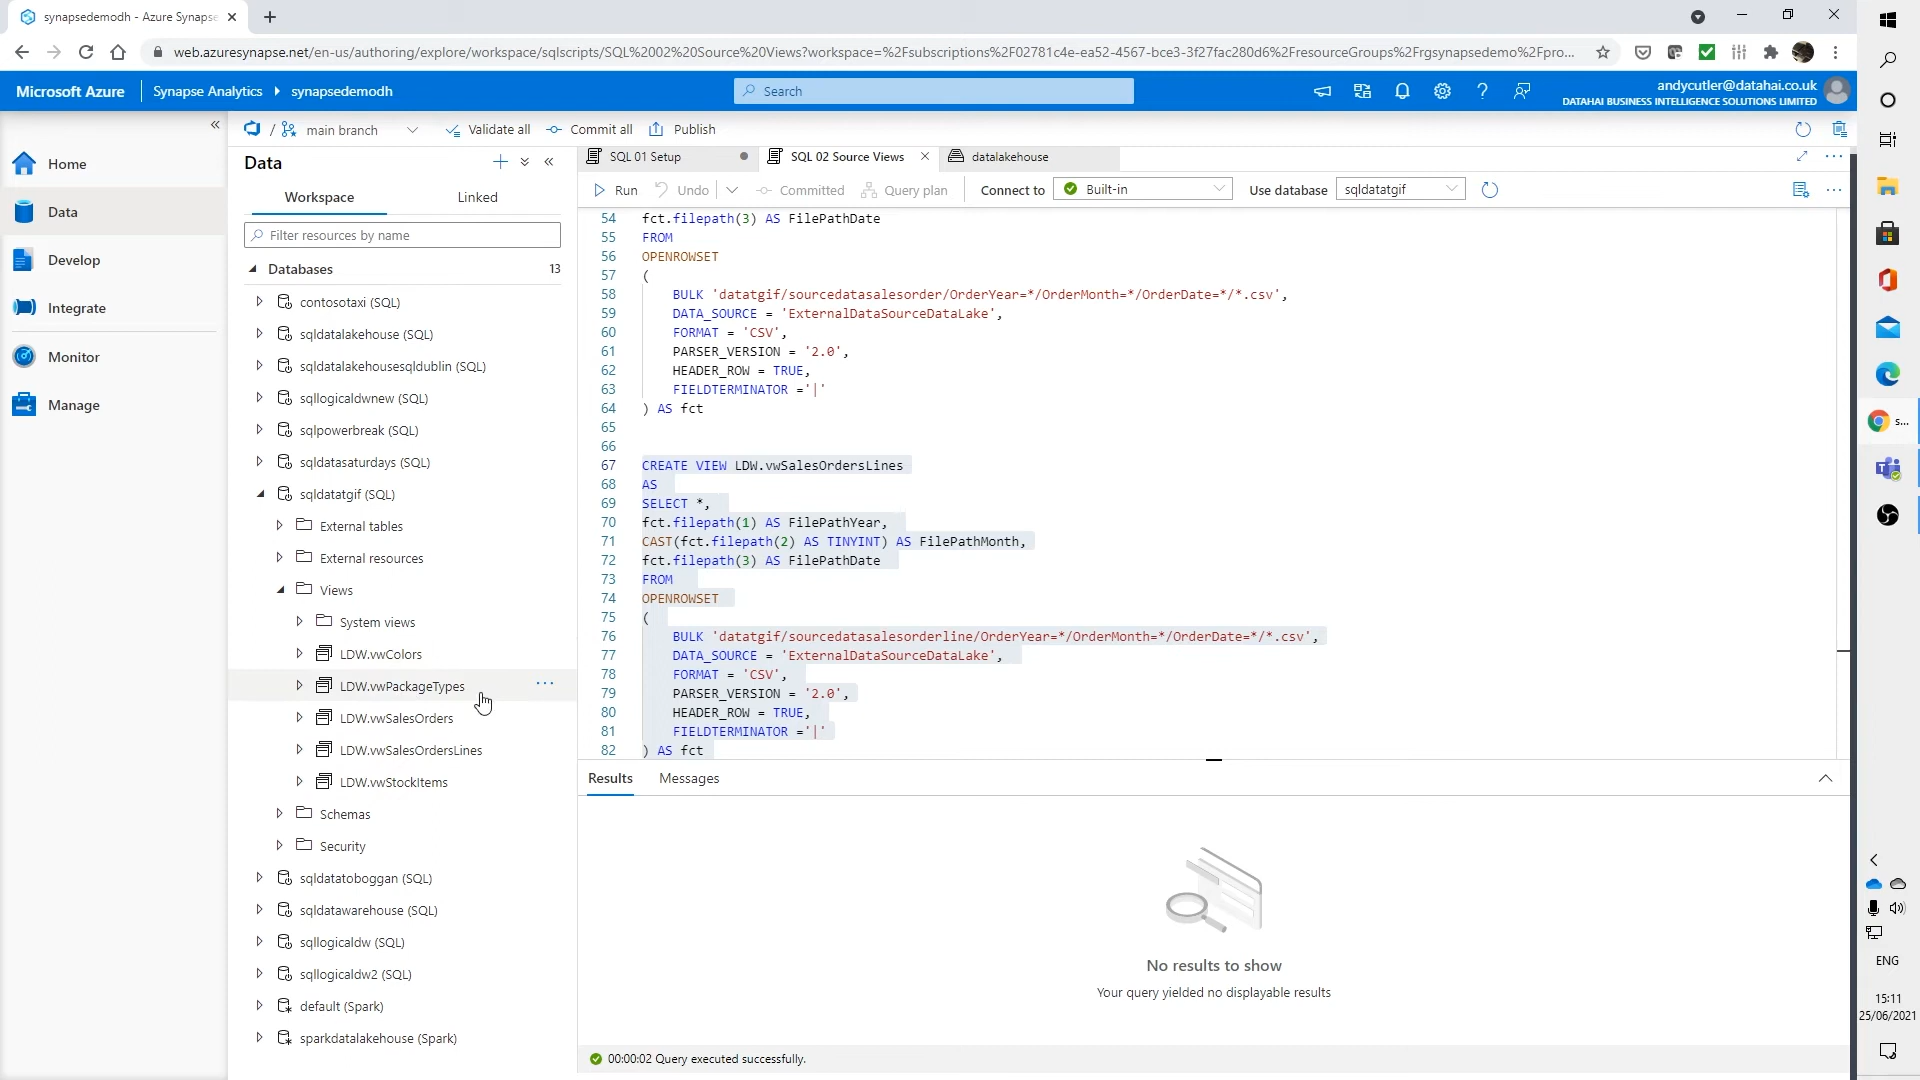 synapsedemodh - Azure Synapse
web.azuresynapse.net/en-us/authoring/explore/workspace/sqlscripts/SQL%2002%20Source%20Views?workspace=%2Fsubscriptions%2F02781c4e-ea52-4567-bce3-3f27fac280d6%2FresourceGroups%2Frgsynapsedemo%2Fpro...
Microsoft Azure
Synapse Analytics
synapsedemodh
Search
andycutler@datahai.co.uk
DATAHAI BUSINESS INTELLIGENCE SOLUTIONS LIMITED
/ main branch
Validate all
Commit all
Publish
Home
Data
Develop
Integrate
Monitor
Manage
Data
Workspace
Linked
Filter resources by name
Databases 13
contosotaxi (SQL)
sqldatalakehouse (SQL)
sqldatalakehousesqldublin (SQL)
sqllogicaldwnew (SQL)
sqlpowerbreak (SQL)
sqldatasaturdays (SQL)
sqldatatgif (SQL)
External tables
External resources
Views
System views
LDW.vwColors
LDW.vwPackageTypes
LDW.vwSalesOrders
LDW.vwSalesOrdersLines
LDW.vwStockItems
Schemas
Security
sqldatatoboggan (SQL)
sqldatawarehouse (SQL)
sqllogicaldw (SQL)
sqllogicaldw2 (SQL)
default (Spark)
sparkdatalakehouse (Spark)
SQL 01 Setup
SQL 02 Source Views
datalakehouse
Run
Undo
Committed
Query plan
Connect to
Built-in
Use database
sqldatatgif
54 fct.filepath(3) AS FilePathDate
55 FROM
56 OPENROWSET
57 (
58 BULK 'datatgif/sourcedatasalesorder/OrderYear=*/OrderMonth=*/OrderDate=*/*.csv',
59 DATA_SOURCE = 'ExternalDataSourceDataLake',
60 FORMAT = 'CSV',
61 PARSER_VERSION = '2.0',
62 HEADER_ROW = TRUE,
63 FIELDTERMINATOR ='|'
64 ) AS fct
65
66
67 CREATE VIEW LDW.vwSalesOrdersLines
68 AS
69 SELECT *,
70 fct.filepath(1) AS FilePathYear,
71 CAST(fct.filepath(2) AS TINYINT) AS FilePathMonth,
72 fct.filepath(3) AS FilePathDate
73 FROM
74 OPENROWSET
75 (
76 BULK 'datatgif/sourcedatasalesorderline/OrderYear=*/OrderMonth=*/OrderDate=*/*.csv',
77 DATA_SOURCE = 'ExternalDataSourceDataLake',
78 FORMAT = 'CSV',
79 PARSER_VERSION = '2.0',
80 HEADER_ROW = TRUE,
81 FIELDTERMINATOR ='|'
82 ) AS fct
Results
Messages
No results to show
Your query yielded no displayable results
00:00:02 Query executed successfully.
s...
ENG
15:11
25/06/2021